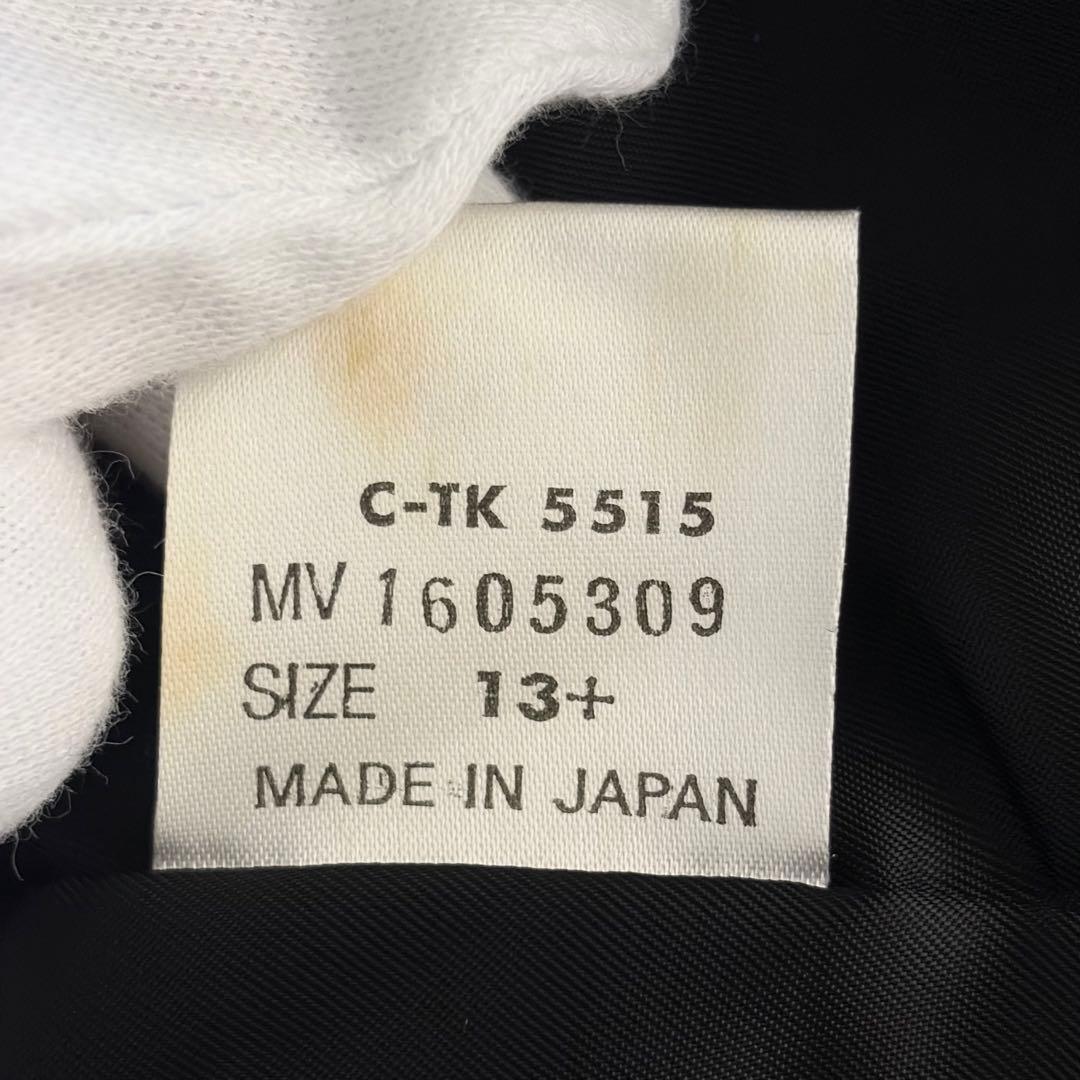 C-TK 5515
MV 1605309
SIZE 13+
MADE IN JAPAN